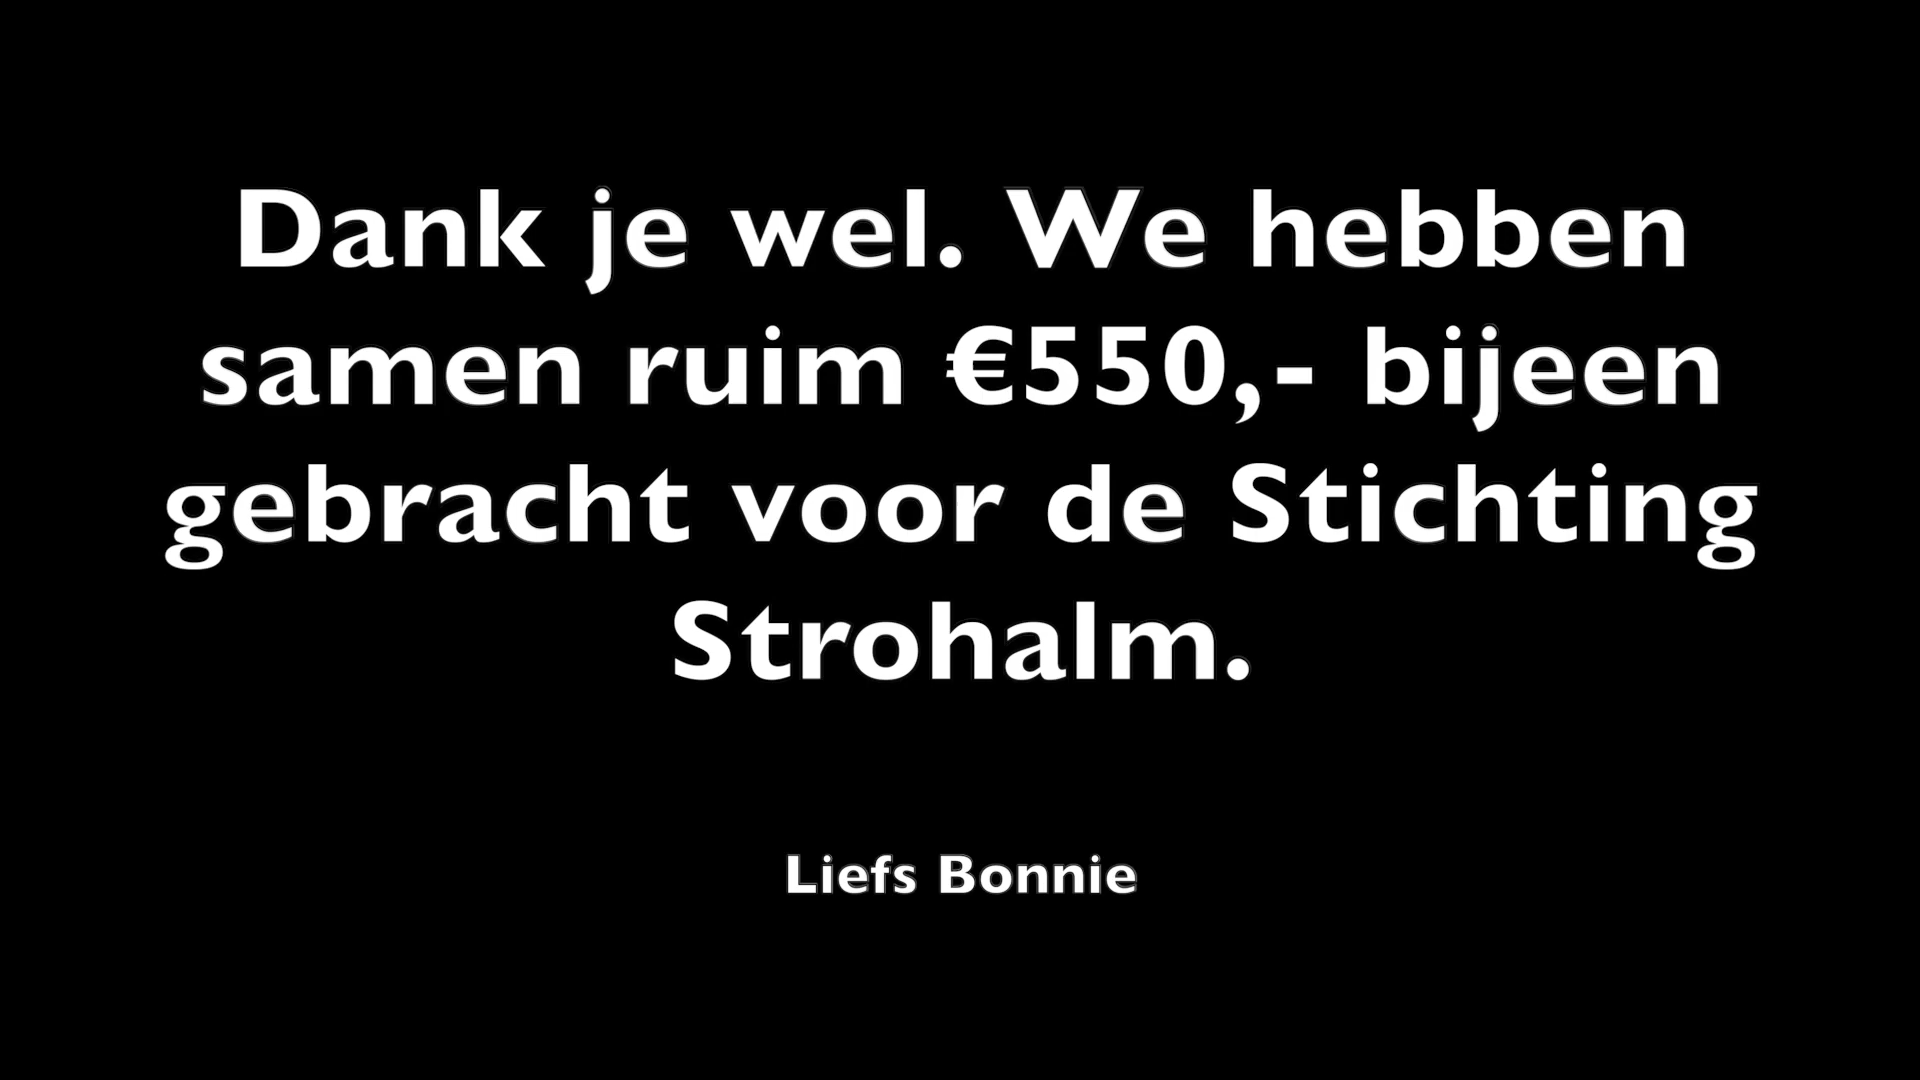 Dank je wel. We hebben
samen ruim €550,- bijeen
gebracht voor de Stichting
Strohalm.
Liefs Bonnie